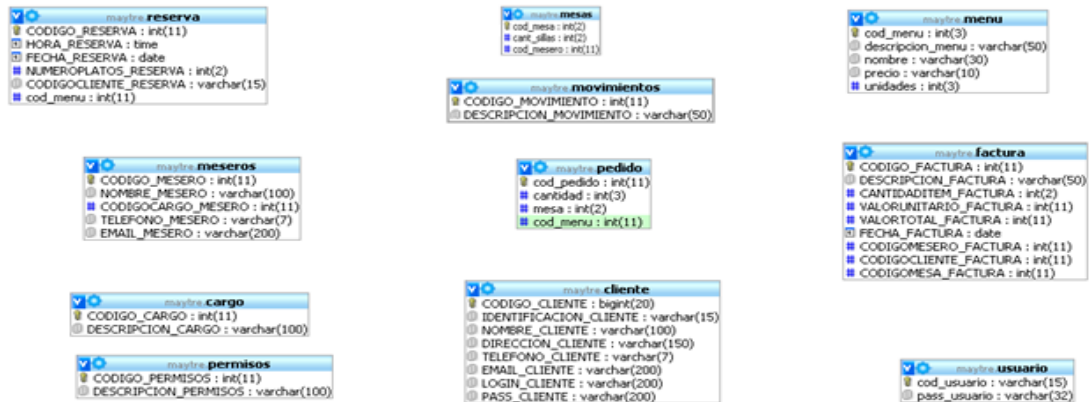 maytre.reserva
CODIGO_RESERVA : int(11)
HORA_RESERVA : time
FECHA_RESERVA : date
NUMEROPLATOS_RESERVA : int(2)
CODIGOCLIENTE_RESERVA : varchar(15)
cod_menu : int(11)
maytre.mesas
cod_mesa : int(2)
cant_sillas : int(2)
cod_mesero : int(11)
maytre.menu
cod_menu : int(3)
descripcion_menu : varchar(50)
nombre : varchar(30)
precio : varchar(10)
unidades : int(3)
maytre.movimientos
CODIGO_MOVIMIENTO : int(11)
DESCRIPCION_MOVIMIENTO : varchar(50)
maytre.meseros
CODIGO_MESERO : int(11)
NOMBRE_MESERO : varchar(100)
CODIGOCARGO_MESERO : int(11)
TELEFONO_MESERO : varchar(7)
EMAIL_MESERO : varchar(200)
maytre.pedido
cod_pedido : int(11)
cantidad : int(3)
mesa : int(2)
cod_menu : int(11)
maytre.factura
CODIGO_FACTURA : int(11)
DESCRIPCION_FACTURA : varchar(50)
CANTIDADITEM_FACTURA : int(2)
VALORUNITARIO_FACTURA : int(11)
VALORTOTAL_FACTURA : int(11)
FECHA_FACTURA : date
CODIGOMESERO_FACTURA : int(11)
CODIGOCLIENTE_FACTURA : int(11)
CODIGOMESA_FACTURA : int(11)
maytre.cargo
CODIGO_CARGO : int(11)
DESCRIPCION_CARGO : varchar(100)
maytre.cliente
CODIGO_CLIENTE : bigint(20)
IDENTIFICACION_CLIENTE : varchar(15)
NOMBRE_CLIENTE : varchar(100)
DIRECCION_CLIENTE : varchar(150)
TELEFONO_CLIENTE : varchar(7)
EMAIL_CLIENTE : varchar(200)
LOGIN_CLIENTE : varchar(200)
PASS_CLIENTE : varchar(200)
maytre.permisos
CODIGO_PERMISOS : int(11)
DESCRIPCION_PERMISOS : varchar(100)
maytre.usuario
cod_usuario : varchar(15)
pass_usuario : varchar(32)